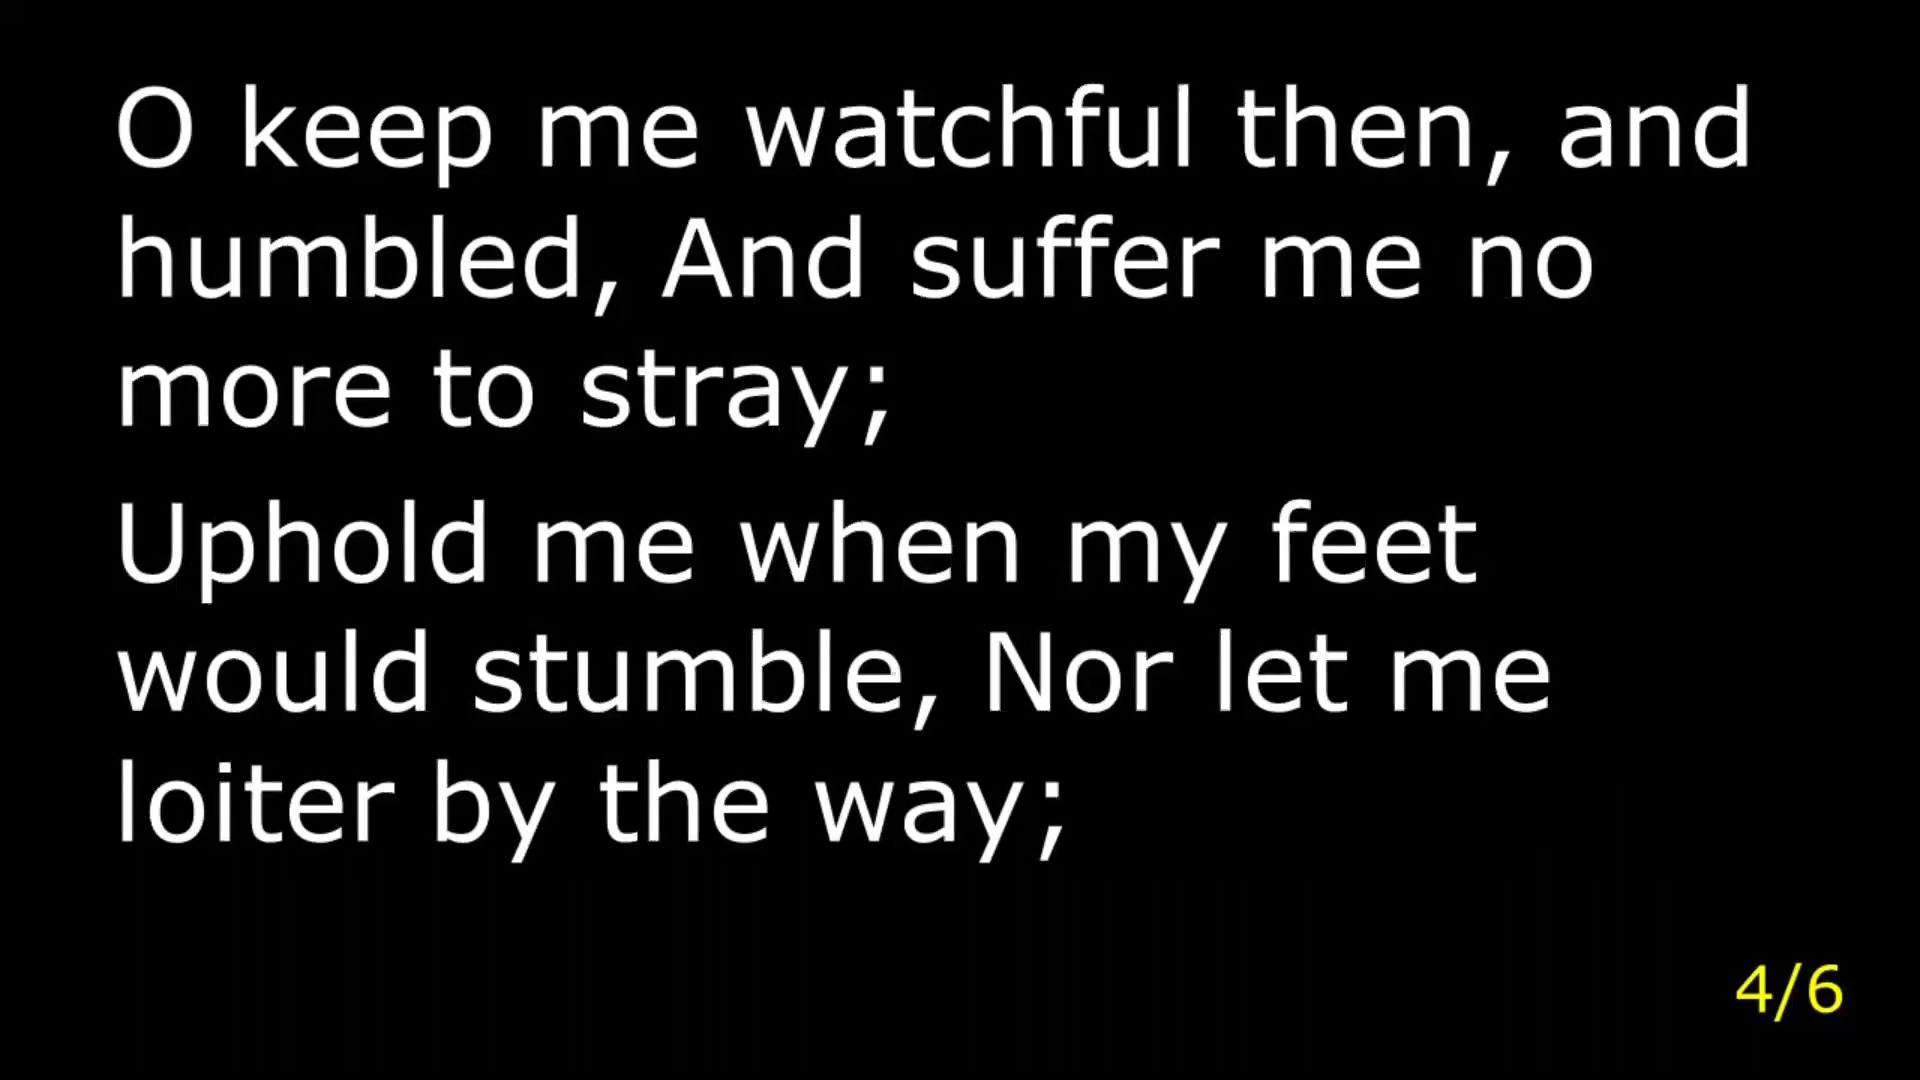 O keep me watchful then, and
humbled, And suffer me no
more to stray;
Uphold me when my feet
would stumble, Nor let me
loiter by the way;
4/6